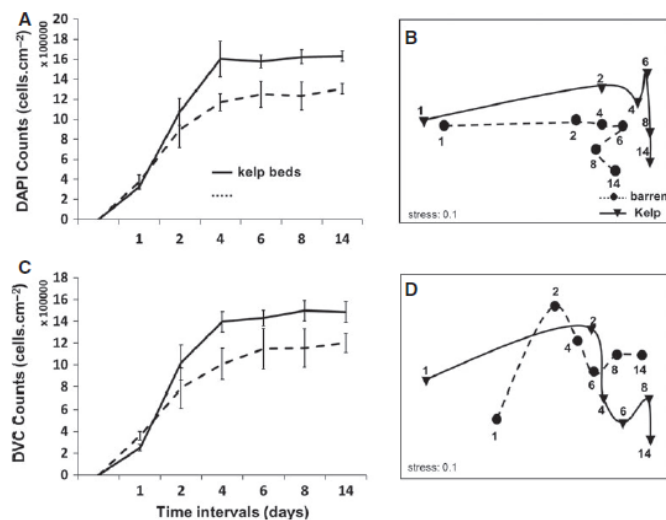 A
DAPI Counts (cells.cm⁻²)
x 100000
20
18
16
14
12
10
8
6
4
2
0
kelp beds
1 2 4 6 8 14
B
1
2
4
6
8
14
1
2
4
6
8
14
barren
Kelp
stress: 0.1
C
DVC Counts (cells.cm⁻²)
x 100000
18
16
14
12
10
8
6
4
2
0
1 2 4 6 8 14
Time intervals (days)
D
2
2
1
4
6
8
14
8
4
6
1
14
stress: 0.1